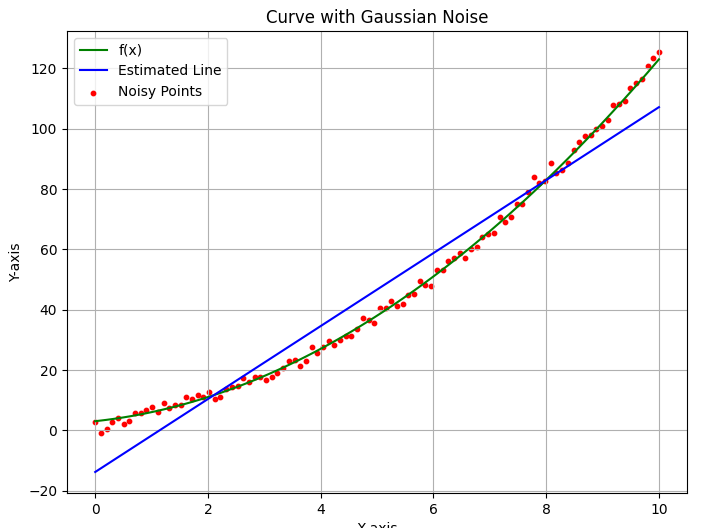 Curve with Gaussian Noise
f(x)
Estimated Line
Noisy Points
Y-axis
120
100
80
60
40
20
0
−20
0 2 4 6 8 10
X-axis